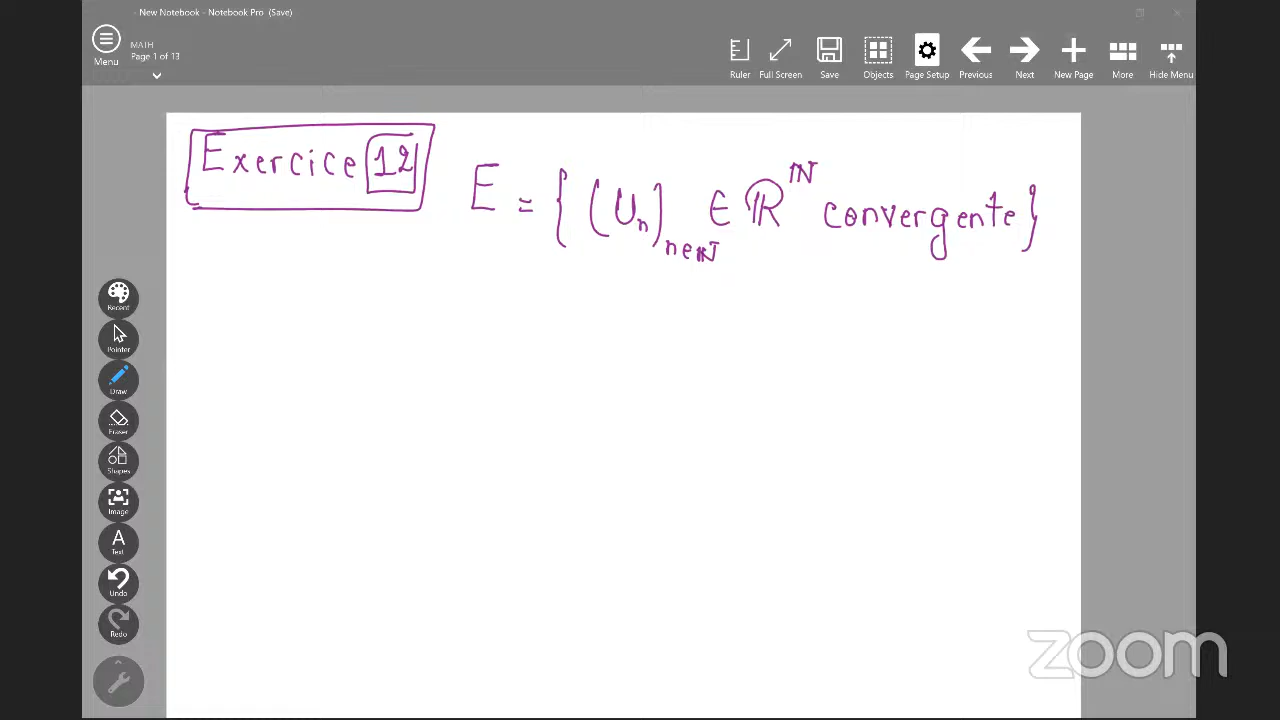 - New Notebook - Notebook Pro (Save)
Menu
MATH
Page 1 of 13
Ruler Full Screen Save Objects Page Setup Previous Next New Page More Hide Menu
Exercice 12
E = { (Uₙ)ₙ∈ℕ ∈ ℝ^ℕ convergente }
Recent
Pointer
Draw
Eraser
Shapes
Image
A
Text
Undo
Redo
zoom